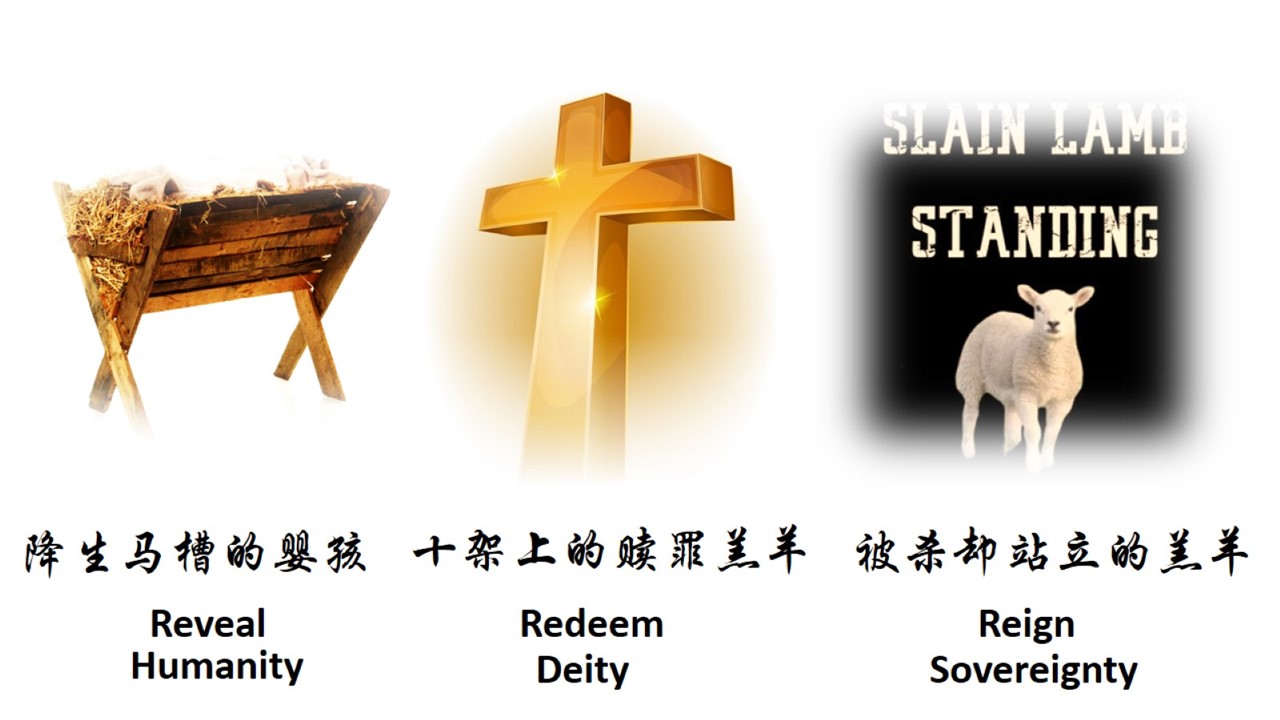 SLAIN LAMB
STANDING
降生马槽的婴孩
十架上的赎罪羔羊
被杀却站立的羔羊
Reveal
Humanity
Redeem
Deity
Reign
Sovereignty